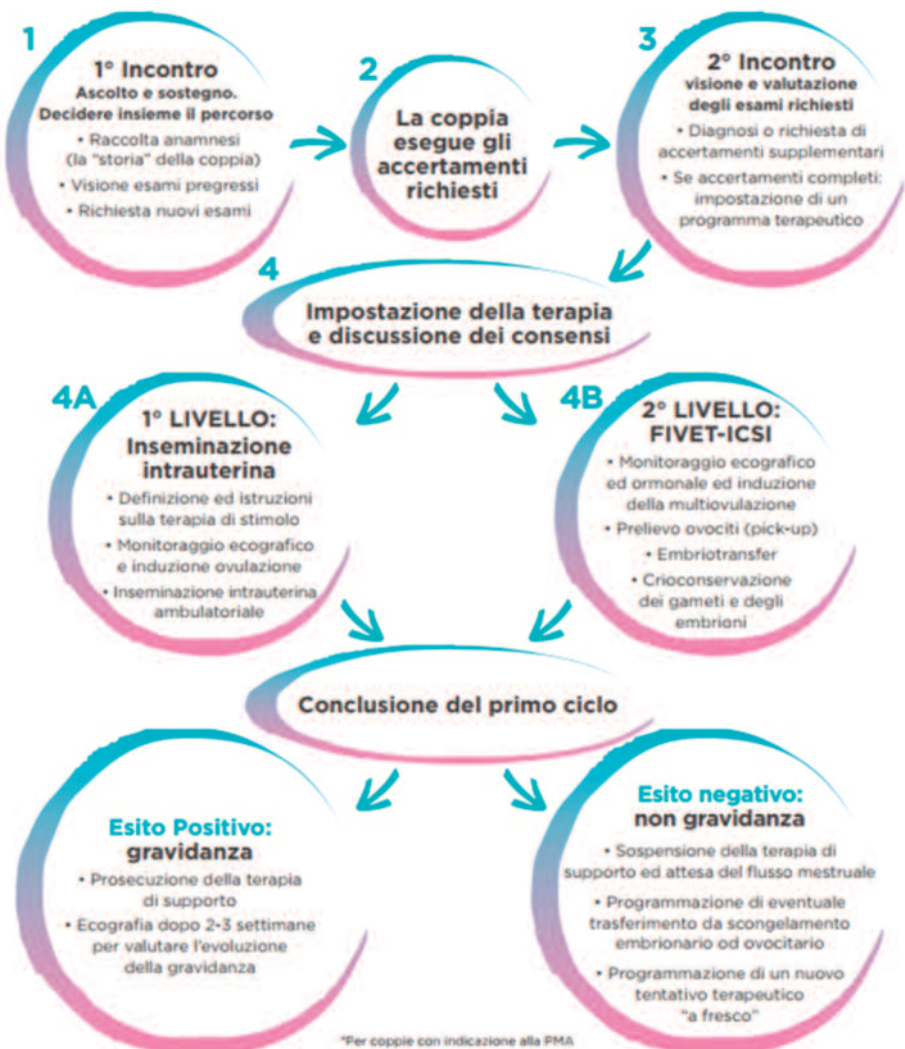 1
1° Incontro
Ascolto e sostegno.
Decidere insieme il percorso
• Raccolta anamnesi
(la "storia" della coppia)
• Visione esami pregressi
• Richiesta nuovi esami
2
La coppia
esegue gli
accertamenti
richiesti
3
2° Incontro
visione e valutazione
degli esami richiesti
• Diagnosi o richiesta di
accertamenti supplementari
• Se accertamenti completi:
impostazione di un
programma terapeutico
4
Impostazione della terapia
e discussione dei consensi
4A
1° LIVELLO:
Inseminazione
intrauterina
• Definizione ed istruzioni
sulla terapia di stimolo
• Monitoraggio ecografico
e induzione ovulazione
• Inseminazione intrauterina
ambulatoriale
4B
2° LIVELLO:
FIVET-ICSI
• Monitoraggio ecografico
ed ormonale ed induzione
della multiovulazione
• Prelievo ovociti (pick-up)
• Embriotransfer
• Crioconservazione
dei gameti e degli
embrioni
Conclusione del primo ciclo
Esito Positivo:
gravidanza
• Prosecuzione della terapia
di supporto
• Ecografia dopo 2-3 settimane
per valutare l'evoluzione
della gravidanza
Esito negativo:
non gravidanza
• Sospensione della terapia di
supporto ed attesa del flusso mestruale
• Programmazione di eventuale
trasferimento da scongelamento
embrionario od ovocitario
• Programmazione di un nuovo
tentativo terapeutico
"a fresco"
*Per coppie con indicazione alla PMA